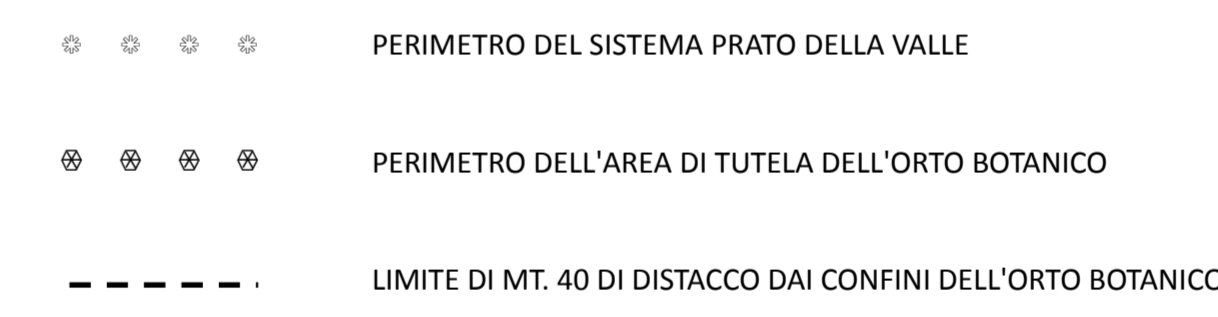 PERIMETRO DEL SISTEMA PRATO DELLA VALLE
PERIMETRO DELL'AREA DI TUTELA DELL'ORTO BOTANICO
LIMITE DI MT. 40 DI DISTACCO DAI CONFINI DELL'ORTO BOTANICO